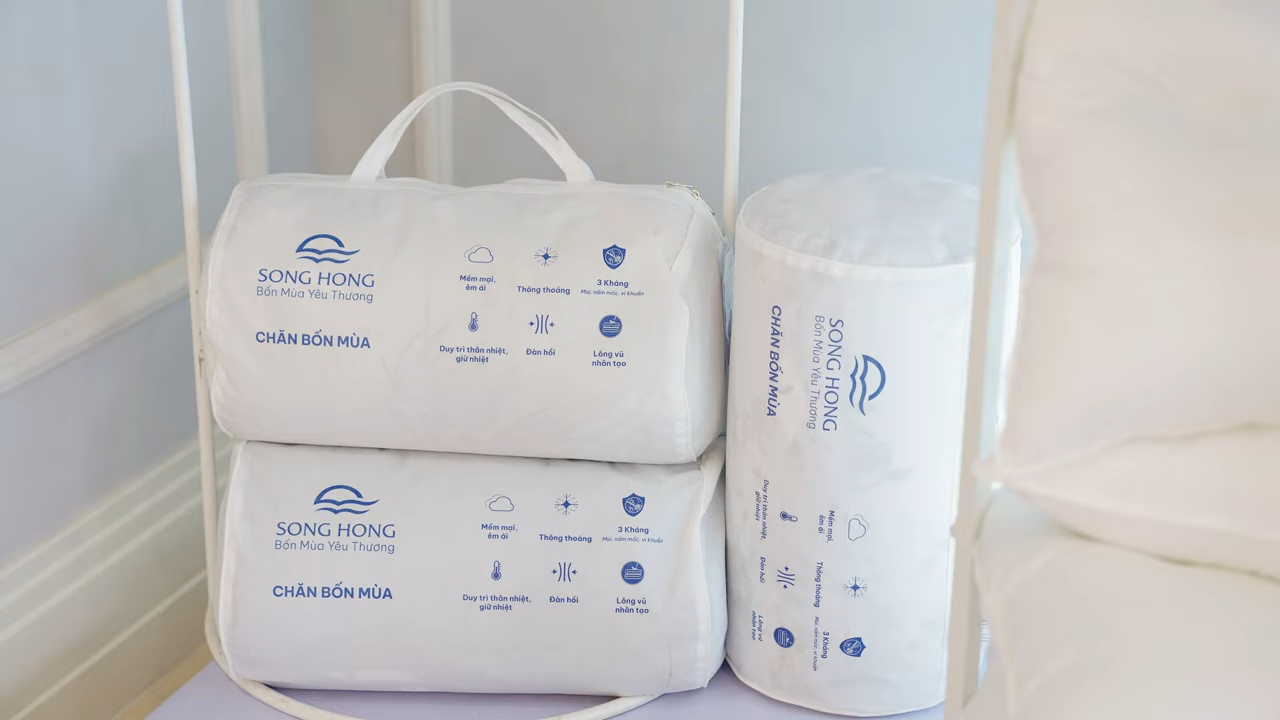 SONG HONG
Bốn Mùa Yêu Thương
CHĂN BỐN MÙA
Mềm mại,
êm ái
Thông thoáng
3 Kháng
Mùi, nấm mốc, vi khuẩn
Duy trì thân nhiệt,
giữ nhiệt
Đàn hồi
Lông vũ
nhân tạo
SONG HONG
Bốn Mùa Yêu Thương
CHĂN BỐN MÙA
Mềm mại,
êm ái
Thông thoáng
3 Kháng
Mùi, nấm mốc, vi khuẩn
Duy trì thân nhiệt,
giữ nhiệt
Đàn hồi
Lông vũ
nhân tạo
SONG HONG
Bốn Mùa Yêu Thương
CHĂN BỐN MÙA
Mềm mại,
êm ái
Thông thoáng
3 Kháng
Mùi, nấm mốc, vi khuẩn
Duy trì thân nhiệt,
giữ nhiệt
Đàn hồi
Lông vũ
nhân tạo